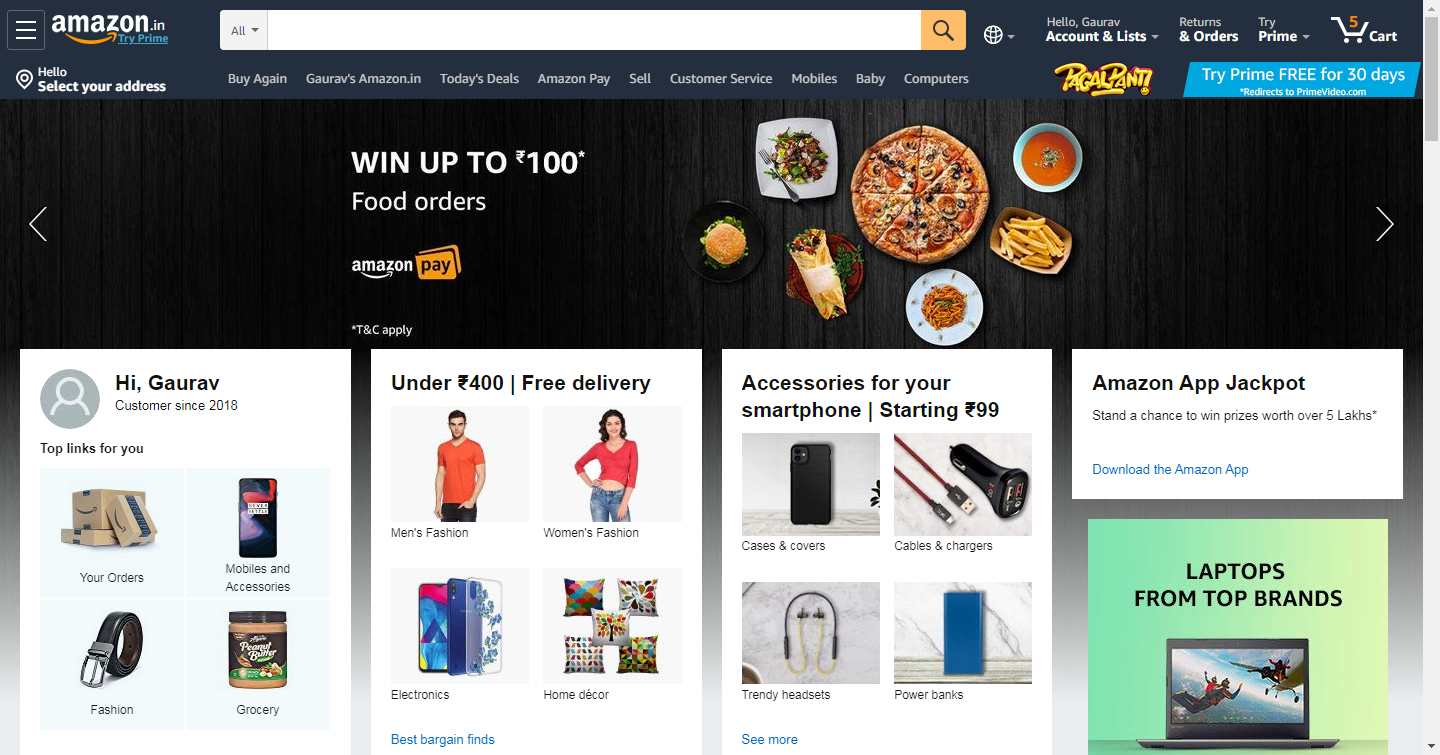 amazon.in
Try Prime
All
Hello, Gaurav
Account & Lists
Returns
& Orders
Try
Prime
5
Cart
Hello
Select your address
Buy Again
Gaurav's Amazon.in
Today's Deals
Amazon Pay
Sell
Customer Service
Mobiles
Baby
Computers
PAGALPANTI
Try Prime FREE for 30 days
*Redirects to PrimeVideo.com
WIN UP TO ₹100*
Food orders
amazon pay
*T&C apply
Hi, Gaurav
Customer since 2018
Top links for you
Your Orders
Mobiles and
Accessories
Peanut
Butter
Fashion
Grocery
Under ₹400 | Free delivery
Men's Fashion
Women's Fashion
Electronics
Home décor
Best bargain finds
Accessories for your
smartphone | Starting ₹99
Cases & covers
Cables & chargers
Trendy headsets
Power banks
See more
Amazon App Jackpot
Stand a chance to win prizes worth over 5 Lakhs*
Download the Amazon App
LAPTOPS
FROM TOP BRANDS